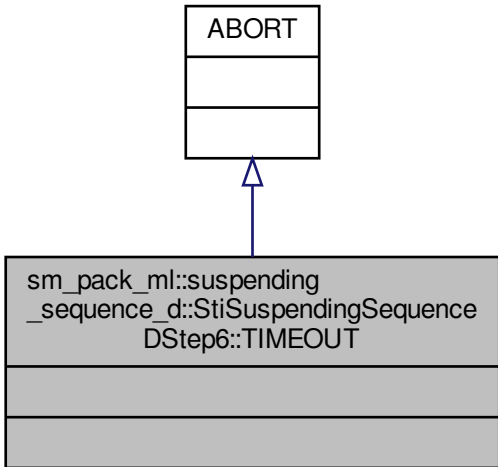 ABORT
sm_pack_ml::suspending
_sequence_d::StiSuspendingSequence
DStep6::TIMEOUT